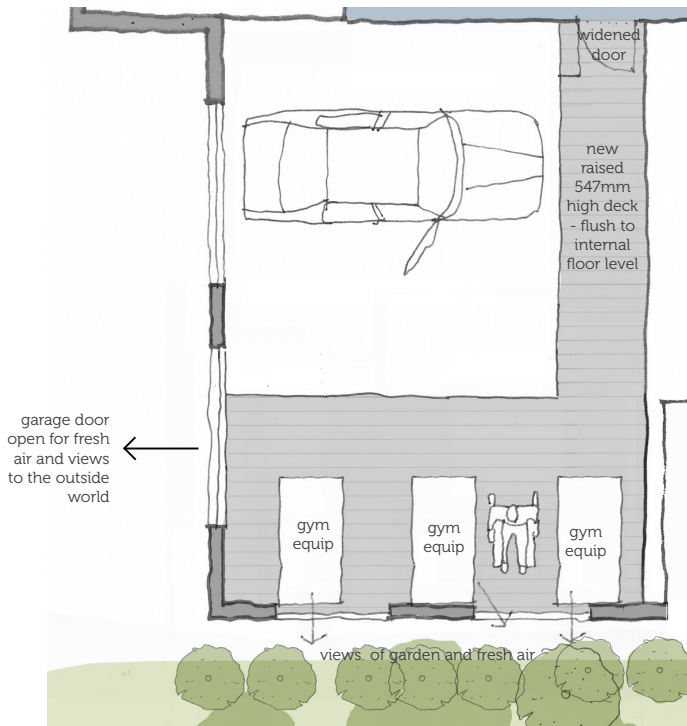 widened
door
new
raised
547mm
high deck
- flush to
internal
floor level
garage door
open for fresh
air and views
to the outside
world
gym
equip
gym
equip
gym
equip
views of garden and fresh air